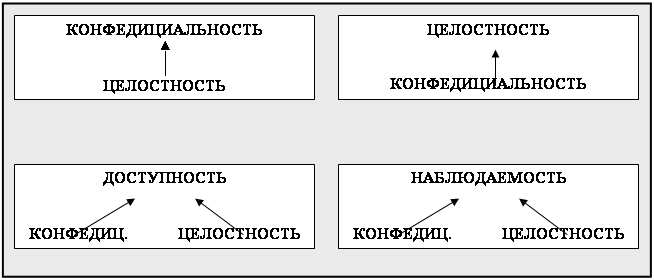 КОНФЕДИЦИАЛЬНОСТЬ
ЦЕЛОСТНОСТЬ
ЦЕЛОСТНОСТЬ
КОНФЕДИЦИАЛЬНОСТЬ
ДОСТУПНОСТЬ
КОНФЕДИЦ. ЦЕЛОСТНОСТЬ
НАБЛЮДАЕМОСТЬ
КОНФЕДИЦ. ЦЕЛОСТНОСТЬ